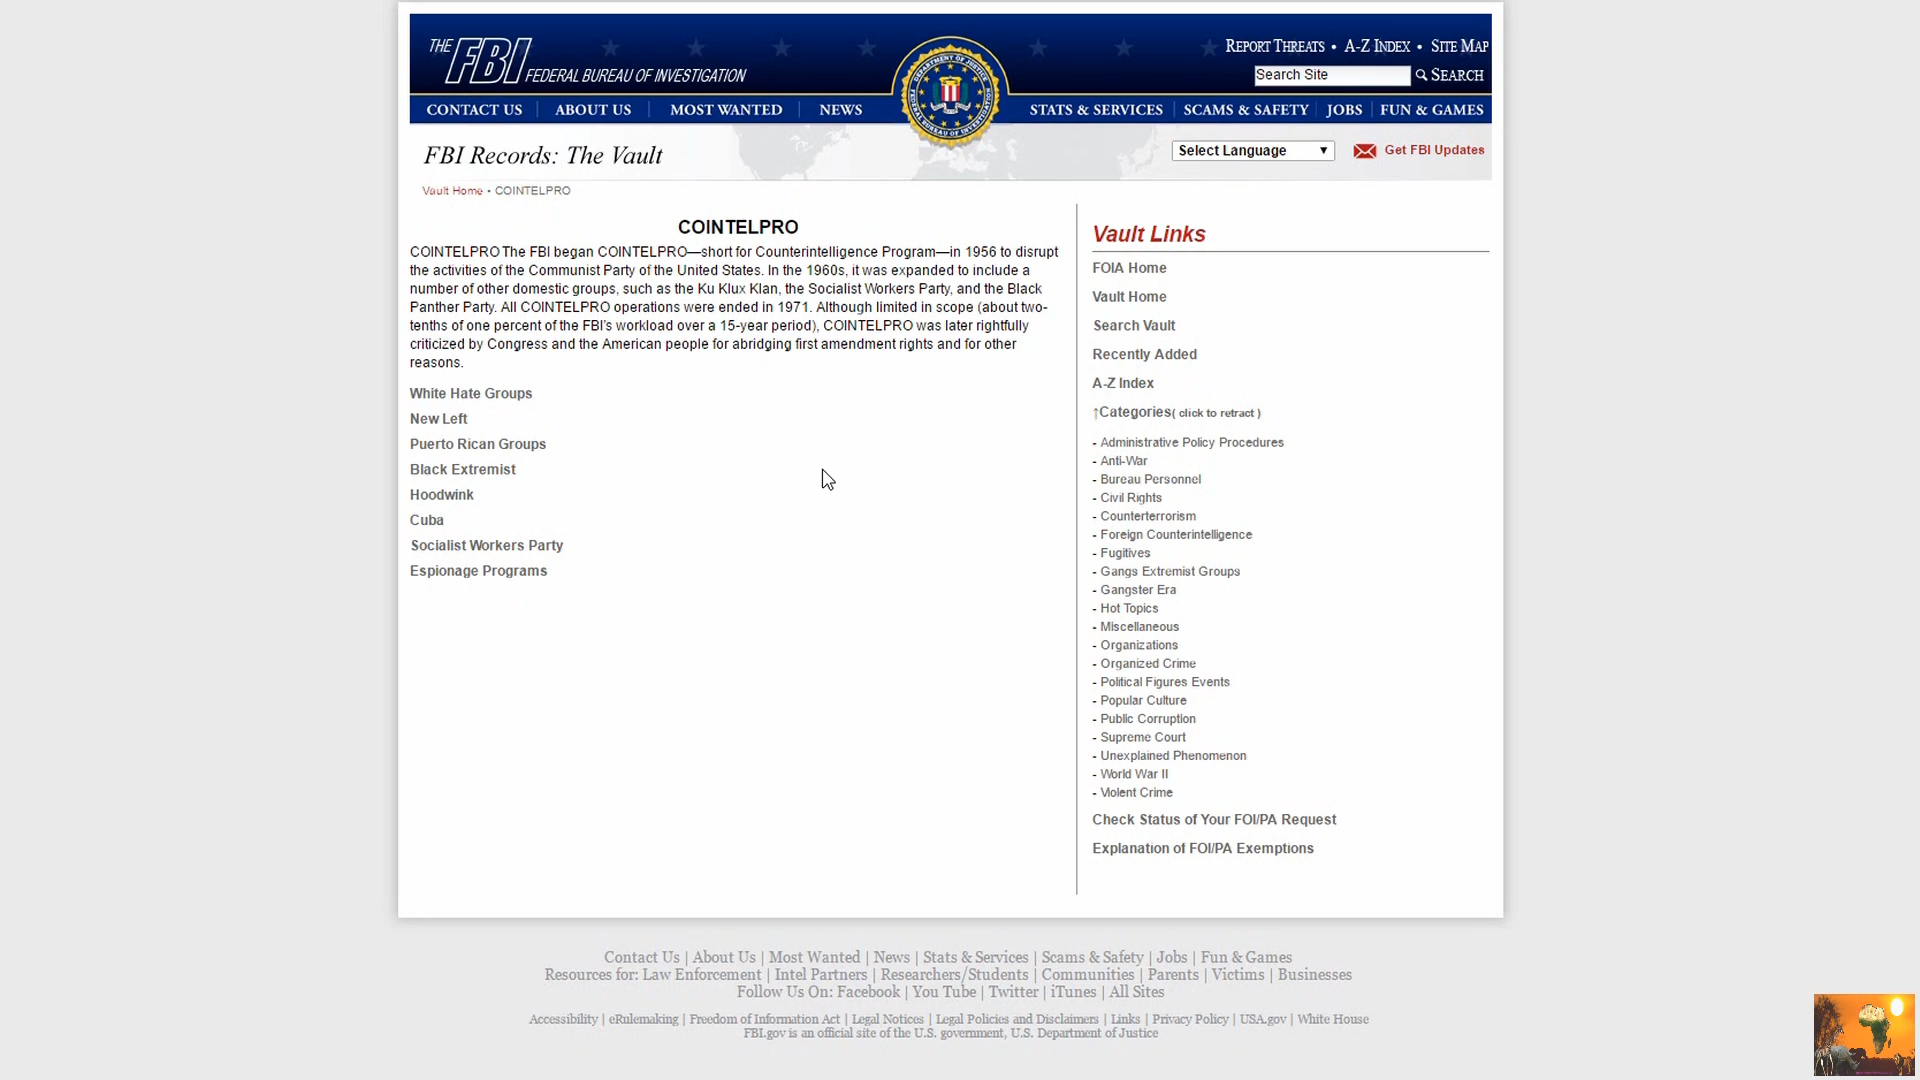 THE FBI FEDERAL BUREAU OF INVESTIGATION
REPORT THREATS • A-Z INDEX • SITE MAP
Search Site SEARCH
CONTACT US ABOUT US MOST WANTED NEWS STATS & SERVICES SCAMS & SAFETY JOBS FUN & GAMES
DEPARTMENT OF JUSTICE
FEDERAL BUREAU OF INVESTIGATION
FBI Records: The Vault
Select Language ▼ Get FBI Updates
Vault Home • COINTELPRO
COINTELPRO
COINTELPRO The FBI began COINTELPRO—short for Counterintelligence Program—in 1956 to disrupt
the activities of the Communist Party of the United States. In the 1960s, it was expanded to include a
number of other domestic groups, such as the Ku Klux Klan, the Socialist Workers Party, and the Black
Panther Party. All COINTELPRO operations were ended in 1971. Although limited in scope (about two-
tenths of one percent of the FBI's workload over a 15-year period), COINTELPRO was later rightfully
criticized by Congress and the American people for abridging first amendment rights and for other
reasons.
White Hate Groups
New Left
Puerto Rican Groups
Black Extremist
Hoodwink
Cuba
Socialist Workers Party
Espionage Programs
Vault Links
FOIA Home
Vault Home
Search Vault
Recently Added
A-Z Index
↑Categories( click to retract )
- Administrative Policy Procedures
- Anti-War
- Bureau Personnel
- Civil Rights
- Counterterrorism
- Foreign Counterintelligence
- Fugitives
- Gangs Extremist Groups
- Gangster Era
- Hot Topics
- Miscellaneous
- Organizations
- Organized Crime
- Political Figures Events
- Popular Culture
- Public Corruption
- Supreme Court
- Unexplained Phenomenon
- World War II
- Violent Crime
Check Status of Your FOI/PA Request
Explanation of FOI/PA Exemptions
Contact Us | About Us | Most Wanted | News | Stats & Services | Scams & Safety | Jobs | Fun & Games
Resources for: Law Enforcement | Intel Partners | Researchers/Students | Communities | Parents | Victims | Businesses
Follow Us On: Facebook | You Tube | Twitter | iTunes | All Sites
Accessibility | eRulemaking | Freedom of Information Act | Legal Notices | Legal Policies and Disclaimers | Links | Privacy Policy | USA.gov | White House
FBI.gov is an official site of the U.S. government, U.S. Department of Justice